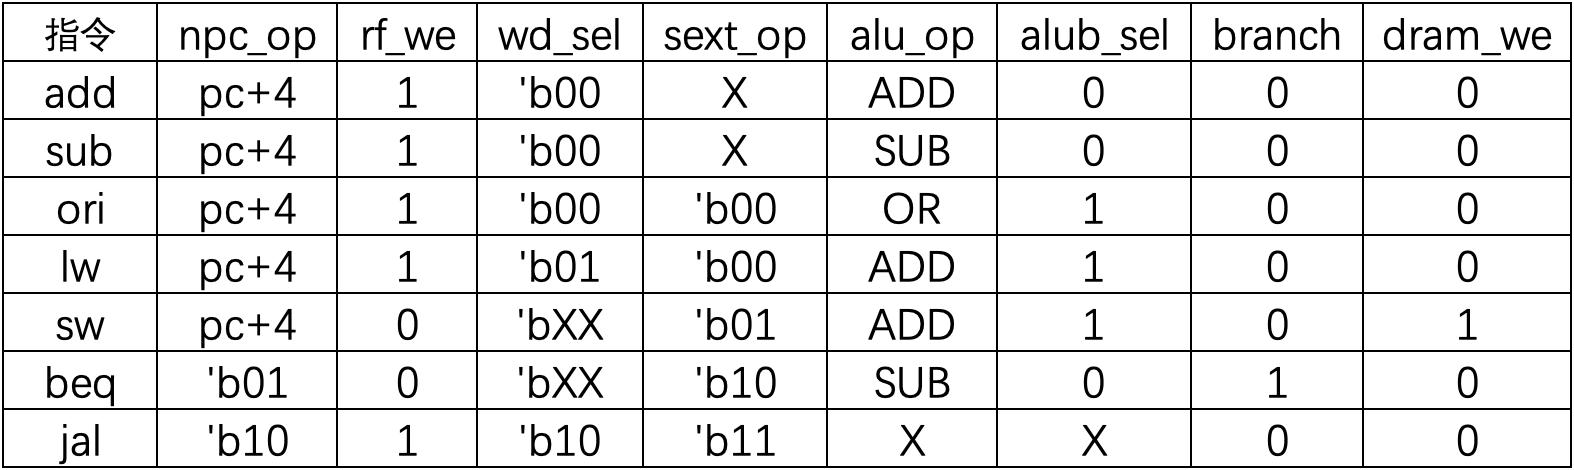 指令 npc_op rf_we wd_sel sext_op alu_op alub_sel branch dram_we
add pc+4 1 'b00 X ADD 0 0 0
sub pc+4 1 'b00 X SUB 0 0 0
ori pc+4 1 'b00 'b00 OR 1 0 0
lw pc+4 1 'b01 'b00 ADD 1 0 0
sw pc+4 0 'bXX 'b01 ADD 1 0 1
beq 'b01 0 'bXX 'b10 SUB 0 1 0
jal 'b10 1 'b10 'b11 X X 0 0